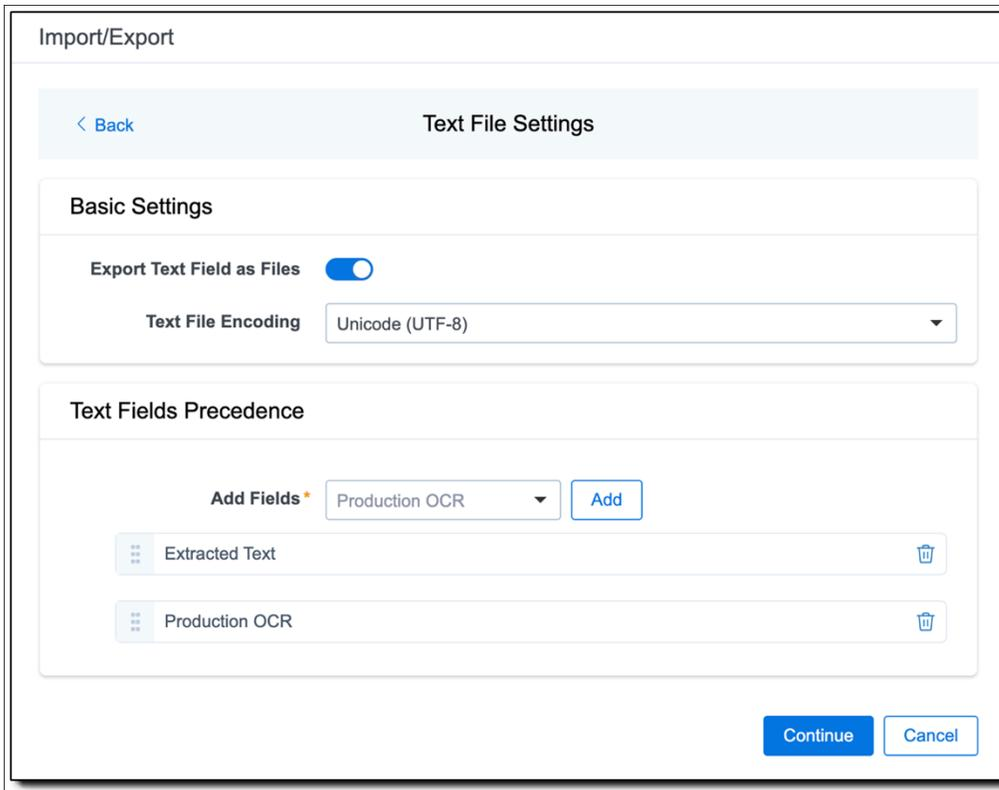 Import/Export
Back
Text File Settings
Basic Settings
Export Text Field as Files
Text File Encoding
Unicode (UTF-8)
Text Fields Precedence
Add Fields*
Production OCR
Add
Extracted Text
Production OCR
Continue
Cancel